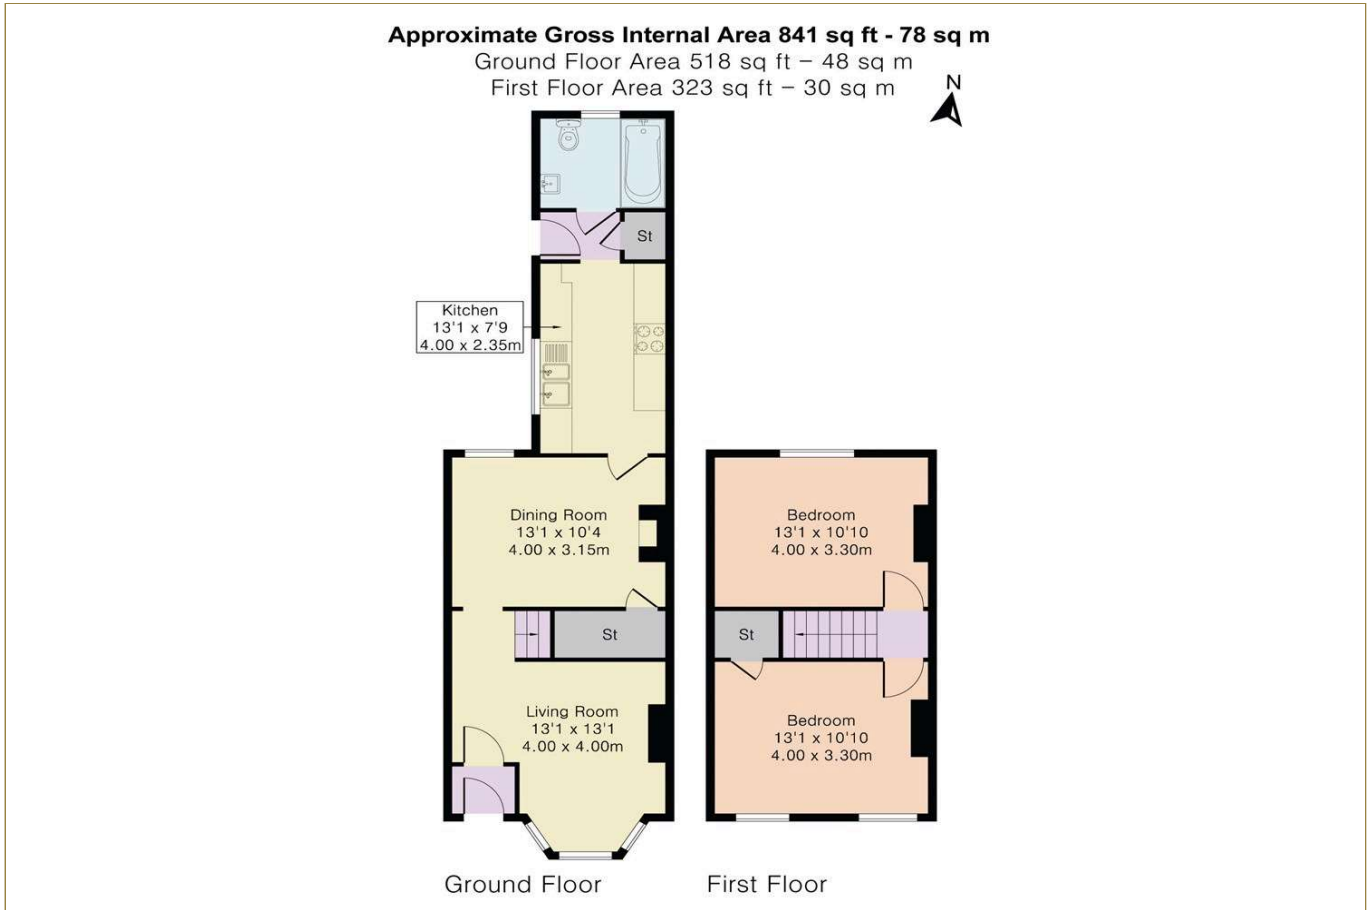 Approximate Gross Internal Area 841 sq ft - 78 sq m
Ground Floor Area 518 sq ft – 48 sq m
First Floor Area 323 sq ft – 30 sq m
N
St
Kitchen
13'1 x 7'9
4.00 x 2.35m
Dining Room
13'1 x 10'4
4.00 x 3.15m
St
Living Room
13'1 x 13'1
4.00 x 4.00m
Ground Floor
Bedroom
13'1 x 10'10
4.00 x 3.30m
St
Bedroom
13'1 x 10'10
4.00 x 3.30m
First Floor